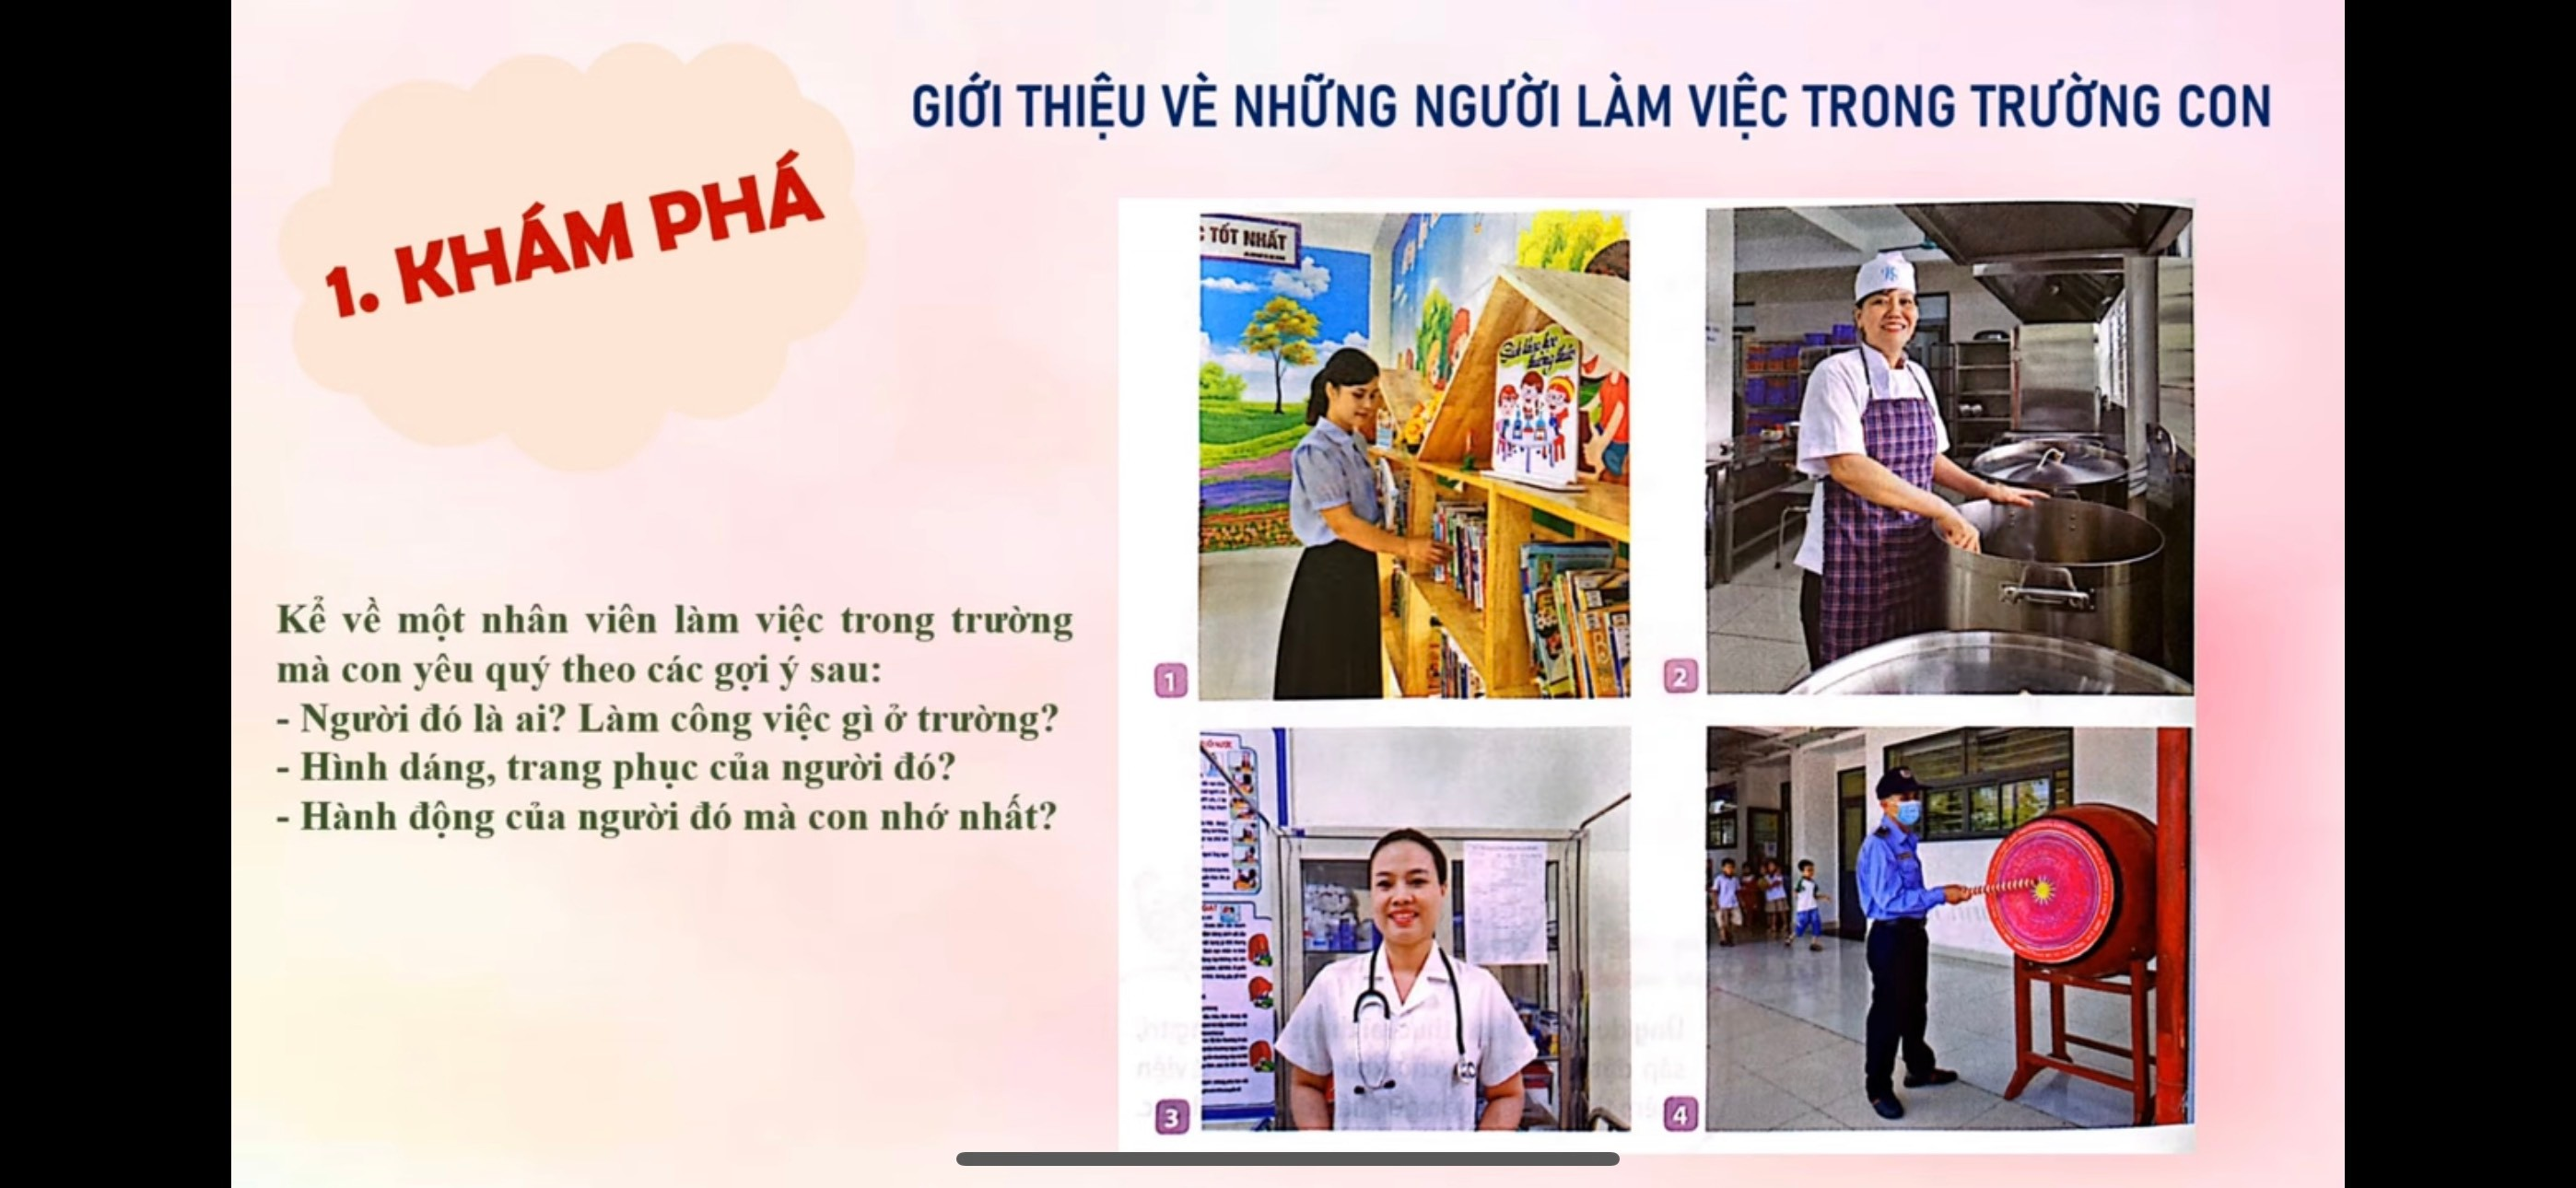 GIỚI THIỆU VÈ NHỮNG NGƯỜI LÀM VIỆC TRONG TRƯỜNG CON
1. KHÁM PHÁ
Kể về một nhân viên làm việc trong trường
mà con yêu quý theo các gợi ý sau:
- Người đó là ai? Làm công việc gì ở trường?
- Hình dáng, trang phục của người đó?
- Hành động của người đó mà con nhớ nhất?
TỐT NHẤT
1
2
3
4